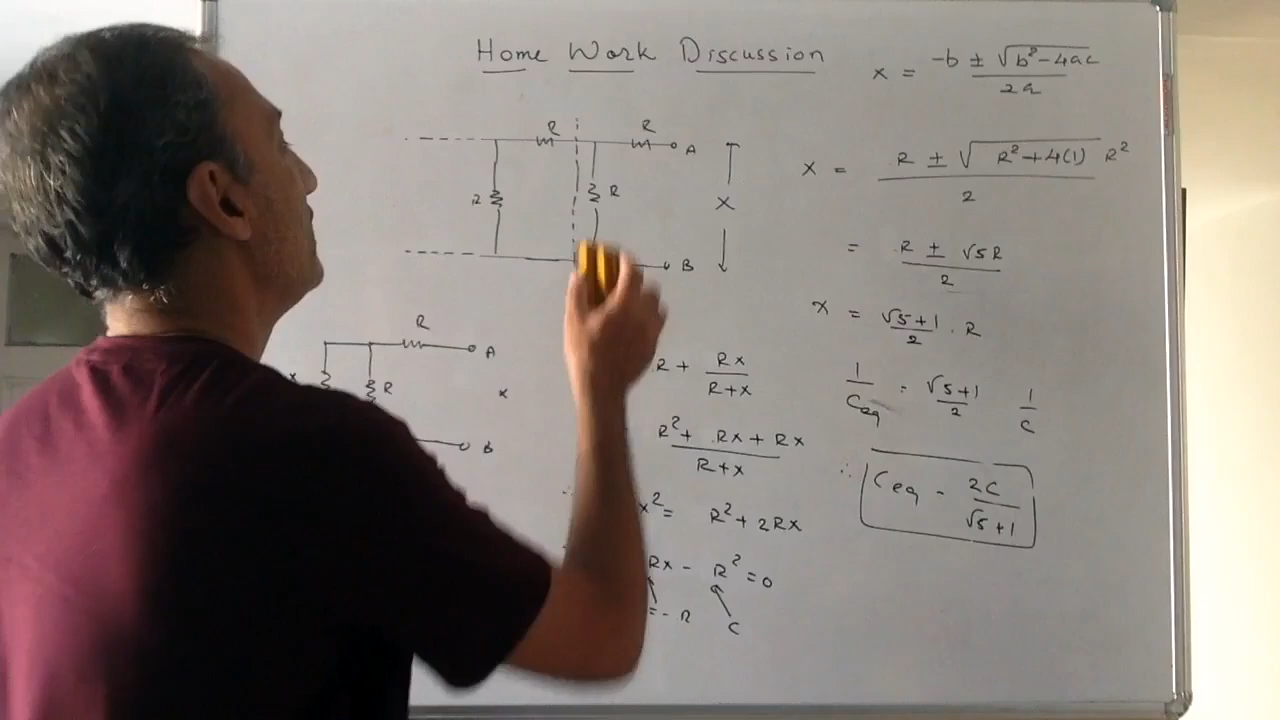 Home Work Discussion
x = -b ± √b²-4ac / 2a
R
R
A
R
R
X
B
x = R ± √R²+4(1) R² / 2
= R ± √5R / 2
x = √5+1 / 2 . R
R
A
R
x
B
R + Rx / R+x
R² + Rx + Rx / R+x
x² = R² + 2Rx
Rx - R² = 0
= - R
C
1/Ceq = √5+1 / 2 1/C
∴ Ceq - 2C / √5+1